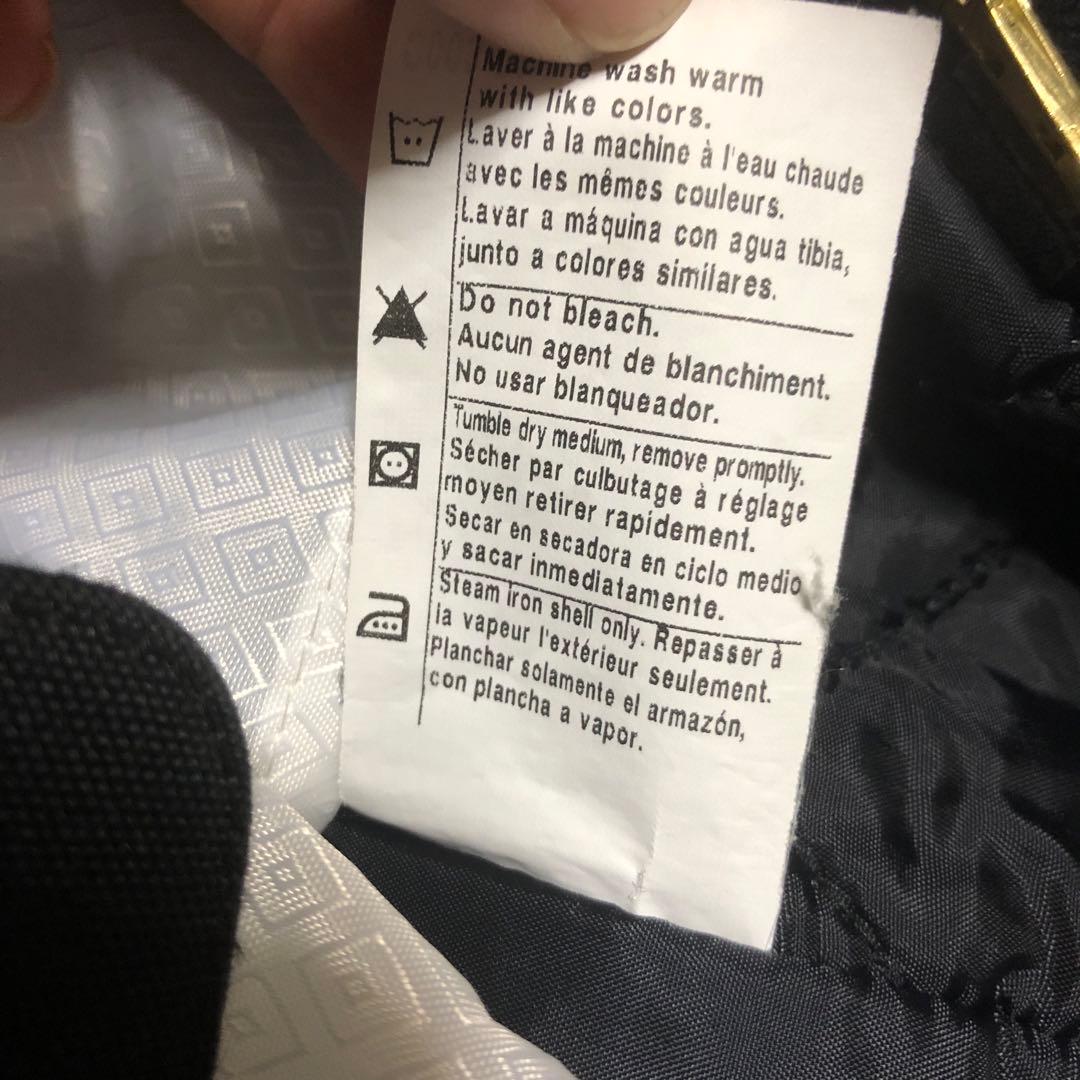 Machine wash warm
with like colors.
Laver à la machine à l'eau chaude
avec les mêmes couleurs.
Lavar a máquina con agua tibia,
junto a colores similares.
Do not bleach.
Aucun agent de blanchiment.
No usar blanqueador.
Tumble dry medium, remove promptly.
Sécher par culbutage à réglage
moyen retirer rapidement.
Secar en secadora en ciclo medio
y sacar inmediatamente.
Steam iron shell only. Repasser à
la vapeur l'extérieur seulement.
Planchar solamente el armazón,
con plancha a vapor.